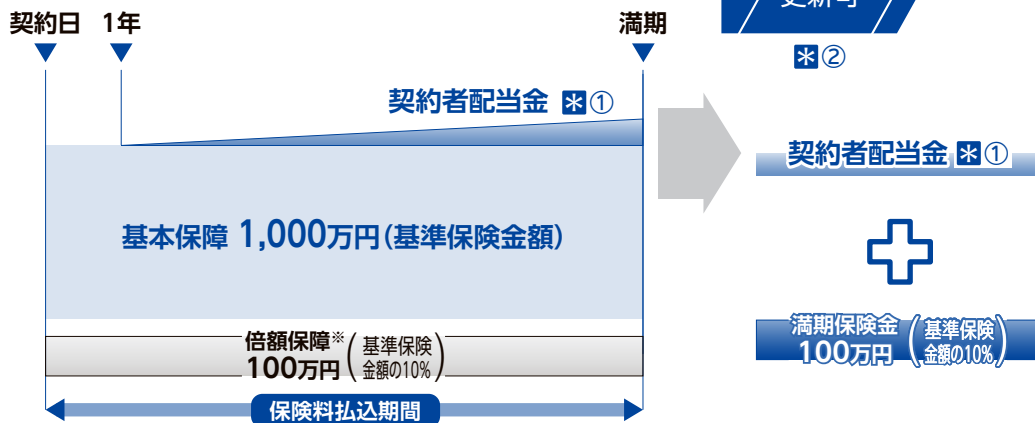 契約日 1年 満期
更新可
*②
契約者配当金 *①
契約者配当金 *①
基本保障 1,000万円(基準保険金額)
満期保険金
100万円
(基準保険
金額の10%)
倍額保障※
100万円
(基準保険
金額の10%)
保険料払込期間